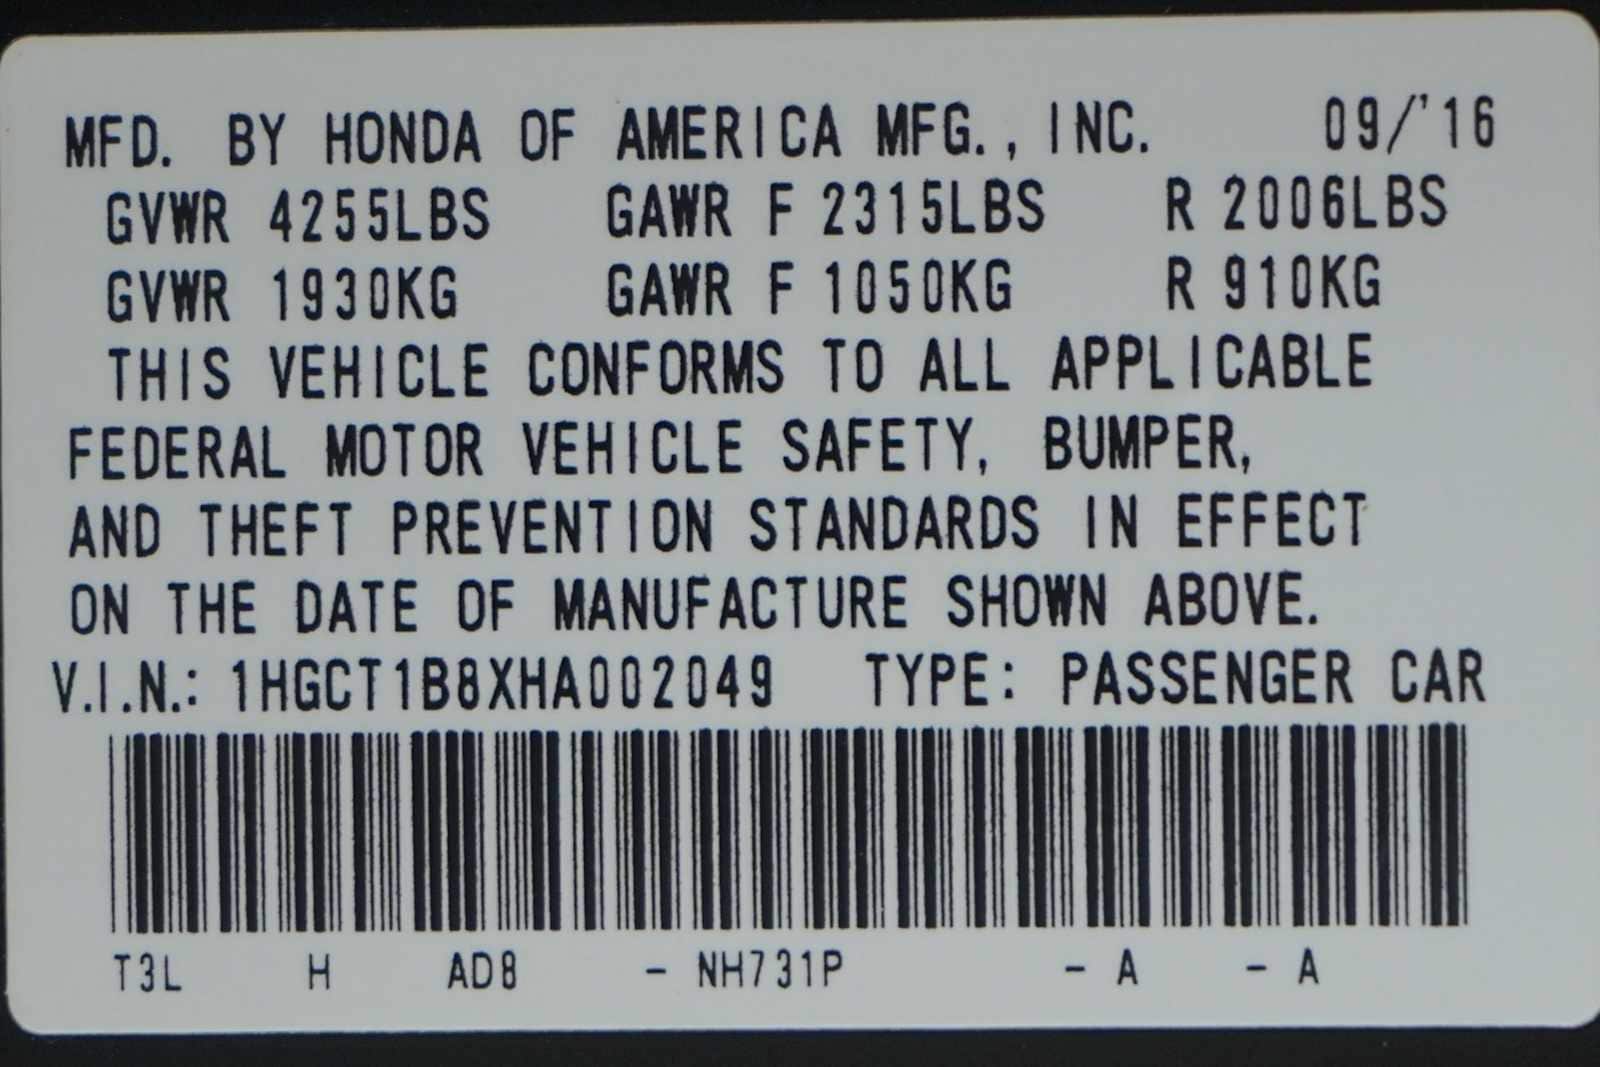 MFD. BY HONDA OF AMERICA MFG., INC. 09/'16
GVWR 4255LBS GAWR F 2315LBS R 2006LBS
GVWR 1930KG GAWR F 1050KG R 910KG
THIS VEHICLE CONFORMS TO ALL APPLICABLE
FEDERAL MOTOR VEHICLE SAFETY, BUMPER,
AND THEFT PREVENTION STANDARDS IN EFFECT
ON THE DATE OF MANUFACTURE SHOWN ABOVE.
V.I.N.: 1HGCT1B8XHA002049 TYPE: PASSENGER CAR
T3L H AD8 - NH731P - A - A